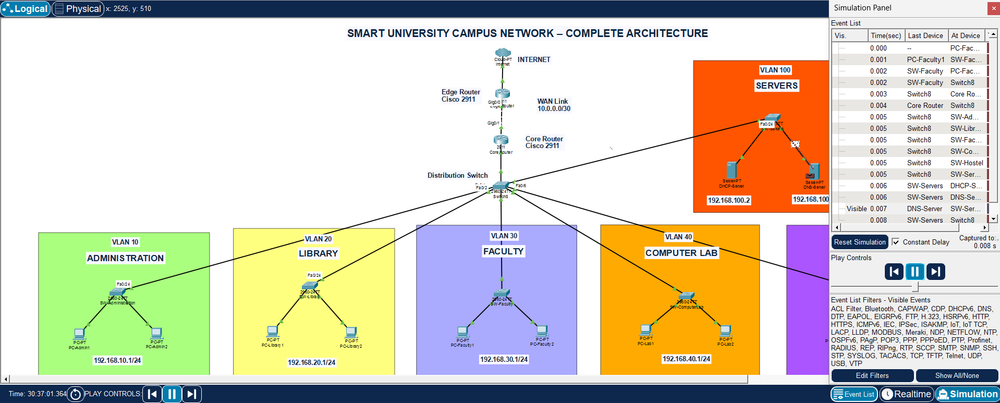 Logical
Physical
x: 2525, y: 510
SMART UNIVERSITY CAMPUS NETWORK – COMPLETE ARCHITECTURE
Cloud-PT
Internet
INTERNET
Edge Router
Cisco 2911
Gig0/0
WAN Link
10.0.0.0/30
Gig0/1
Core Router
Cisco 2911
2911
Core Router
Distribution Switch
Fa0/2
Fa0/6
2960-24TT
Switch8
VLAN 100
SERVERS
Fa0/24
SW-Servers
Server-PT
DHCP-Server
Server-PT
DNS-Server
192.168.100.2
192.168.100
VLAN 10
ADMINISTRATION
Fa0/24
2960-24TT
SW-Administration
PC-PT
PC-Admin1
PC-PT
PC-Admin2
192.168.10.1/24
VLAN 20
LIBRARY
Fa0/24
2960-24TT
SW-Library
PC-PT
PC-Library1
PC-PT
PC-Library2
192.168.20.1/24
VLAN 30
FACULTY
2960-24TT
SW-Faculty
PC-PT
PC-Faculty1
PC-PT
PC-Faculty2
192.168.30.1/24
VLAN 40
COMPUTER LAB
2960-24TT
SW-ComputerLab
PC-PT
PC-Lab1
PC-PT
PC-Lab2
192.168.40.1/24
Simulation Panel
Event List
Vis. Time(sec) Last Device At Device
0.000 -- PC-Fac...
0.001 PC-Faculty1 SW-Fac...
0.002 SW-Faculty PC-Fac...
0.002 SW-Faculty Switch8
0.003 Switch8 Core Ro...
0.004 Core Router Switch8
0.005 Switch8 SW-Ad...
0.005 Switch8 SW-Libr...
0.005 Switch8 SW-Fac...
0.005 Switch8 SW-Co...
0.005 Switch8 SW-Hostel
0.005 Switch8 SW-Ser...
0.006 SW-Servers DHCP-S...
0.006 SW-Servers DNS-Se...
Visible 0.007 DNS-Server SW-Ser...
0.008 SW-Servers Switch8
Reset Simulation
Constant Delay
Captured to:
0.008 s
Play Controls
Event List Filters - Visible Events
ACL Filter, Bluetooth, CAPWAP, CDP, DHCPv6, DNS,
DTP, EAPOL, EIGRPv6, FTP, H.323, HSRPv6, HTTP,
HTTPS, ICMPv6, IEC, IPSec, ISAKMP, IoT, IoT TCP,
LACP, LLDP, MODBUS, Meraki, NDP, NETFLOW, NTP,
OSPFv6, PAgP, POP3, PPP, PPPoED, PTP, Profinet,
RADIUS, REP, RIPng, RTP, SCCP, SMTP, SNMP, SSH,
STP, SYSLOG, TACACS, TCP, TFTP, Telnet, UDP,
USB, VTP
Edit Filters
Show All/None
Time: 30:37:01.364
PLAY CONTROLS:
Event List
Realtime
Simulation